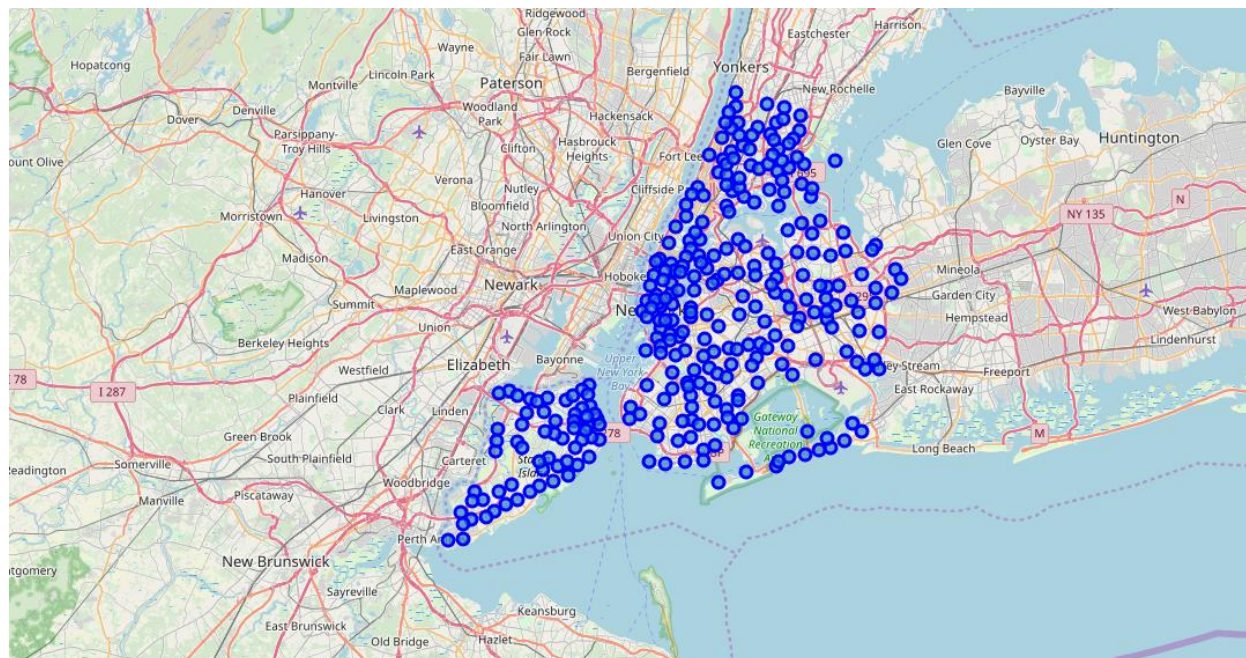 Ridgewood
Glen Rock
Fair Lawn
Eastchester
Harrison
Hopatcong
Wayne
Bergenfield
Yonkers
Lincoln Park
Paterson
Montville
New Rochelle
Bayville
Denville
Woodland
Park
Hackensack
Dover
Parsippany-
Troy Hills
Clifton
Hasbrouck
Heights
Glen Cove
Oyster Bay
Huntington
ount Olive
Fort Lee
Verona
Nutley
Cliffside
Hanover
Bloomfield
NY 135
N
Morristown
Livingston
North Arlington
Union City
East Orange
Madison
Mineola
Maplewood
Newark
Hoboke
Garden City
Summit
Union
Hempstead
West Babylon
Berkeley Heights
Lindenhurst
Elizabeth
Bayonne
Upper
New York
Bay
Westfield
ey Stream
Freeport
I 78
I 287
East Rockaway
Plainfield
Clark
Linden
Gateway
National
Recreation
M
Green Brook
78
Readington
Somerville
South Plainfield
Carteret
Long Beach
Woodbridge
Piscataway
Manville
Perth Am
New Brunswick
tgomery
Sayreville
Keansburg
East Brunswick
Old Bridge
Hazlet